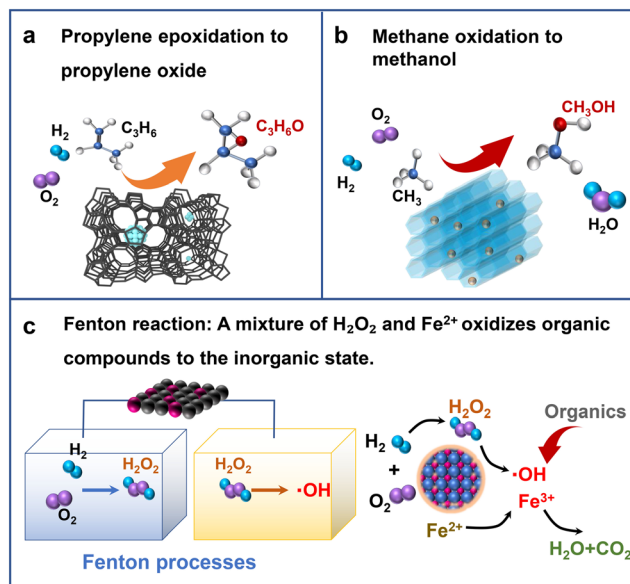 a Propylene epoxidation to
propylene oxide
H₂
C₃H₆
C₃H₆O
O₂
b Methane oxidation to
methanol
O₂
CH₃OH
H₂
CH₃
H₂O
c Fenton reaction: A mixture of H₂O₂ and Fe²⁺ oxidizes organic
compounds to the inorganic state.
H₂
H₂O₂
O₂
H₂O₂
·OH
Fenton processes
H₂O₂
Organics
H₂
+
O₂
·OH
Fe³⁺
Fe²⁺
H₂O+CO₂